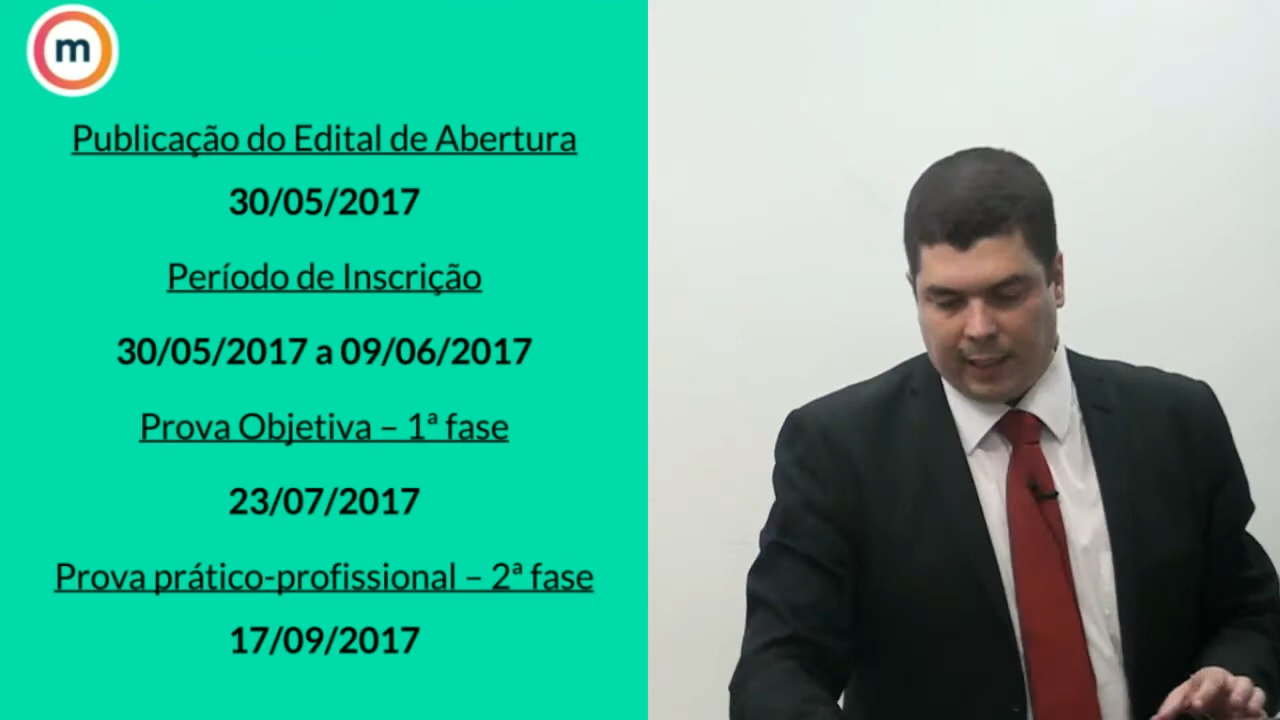 m
Publicação do Edital de Abertura
30/05/2017
Período de Inscrição
30/05/2017 a 09/06/2017
Prova Objetiva – 1ª fase
23/07/2017
Prova prático-profissional – 2ª fase
17/09/2017